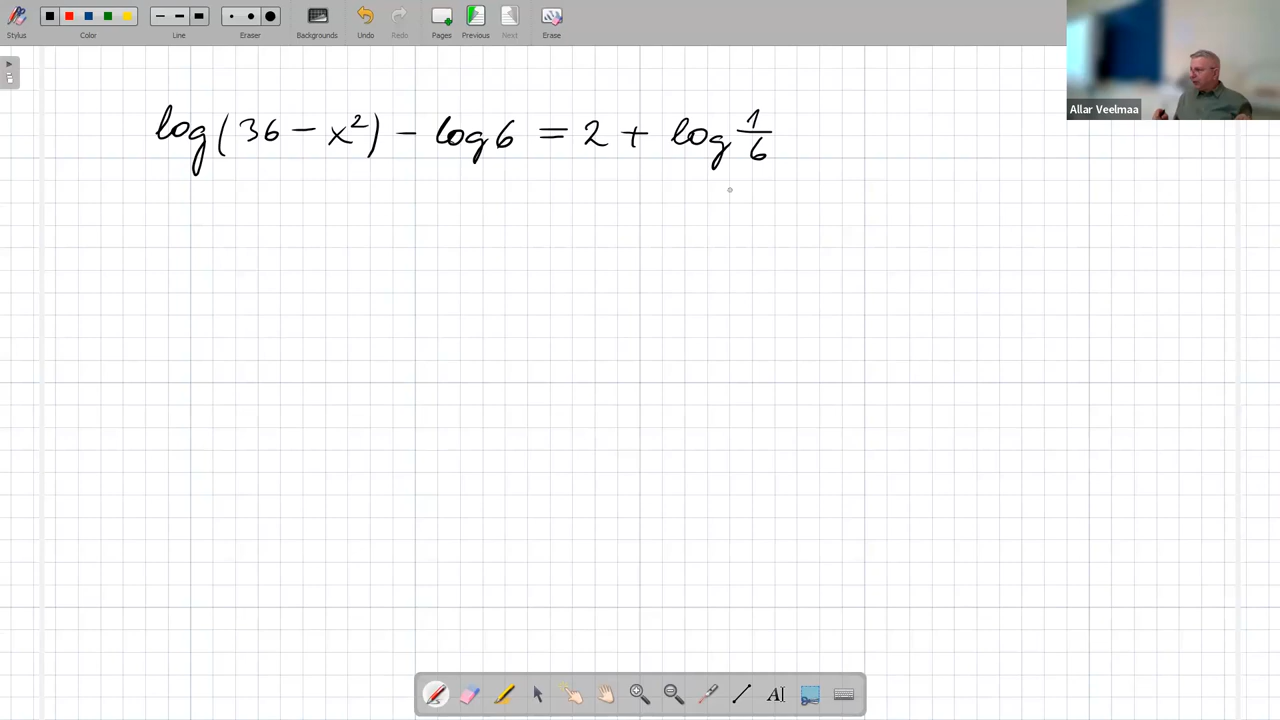 Stylus Color Line Eraser Backgrounds Undo Redo Pages Previous Next Erase
Allar Veelmaa
log(36 − x²) − log 6 = 2 + log 1/6
AI